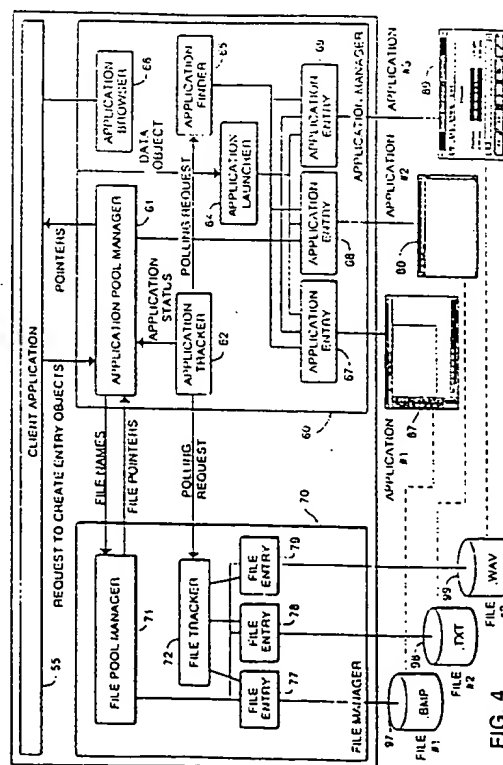 CLIENT APPLICATION
55
REQUEST TO CREATE ENTRY OBJECTS
POINTERS
FILE POOL MANAGER
71
FILE NAMES
FILE POINTERS
APPLICATION POOL MANAGER
61
APPLICATION BROWSER
66
DATA OBJECT
APPLICATION STATUS
FILE TRACKER
72
POLLING REQUEST
APPLICATION TRACKER
62
POLLING REQUEST
APPLICATION FINDER
65
APPLICATION LAUNCHER
64
FILE ENTRY
77
FILE ENTRY
78
FILE ENTRY
79
APPLICATION ENTRY
67
APPLICATION ENTRY
68
APPLICATION ENTRY
69
FILE MANAGER
70
60
APPLICATION MANAGER
APPLICATION #1
87
APPLICATION #2
APPLICATION
89
97
.BMP
FILE #1
98
.TXT
FILE #2
99
.WAV
FILE
FIG. 4